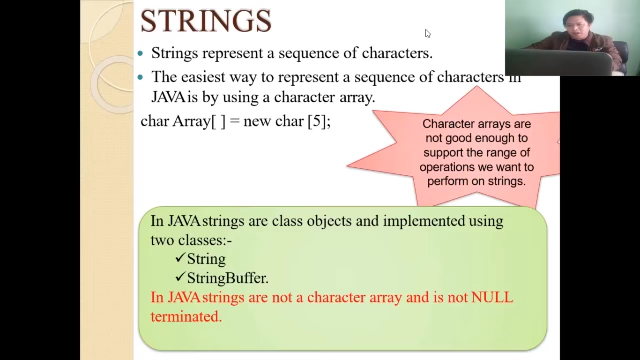 STRINGS
Strings represent a sequence of characters.
The easiest way to represent a sequence of characters in
JAVA is by using a character array.
char Array[ ] = new char [5];
Character arrays are
not good enough to
support the range of
operations we want to
perform on strings.
In JAVA strings are class objects and implemented using
two classes:-
✓String
✓StringBuffer.
In JAVA strings are not a character array and is not NULL
terminated.